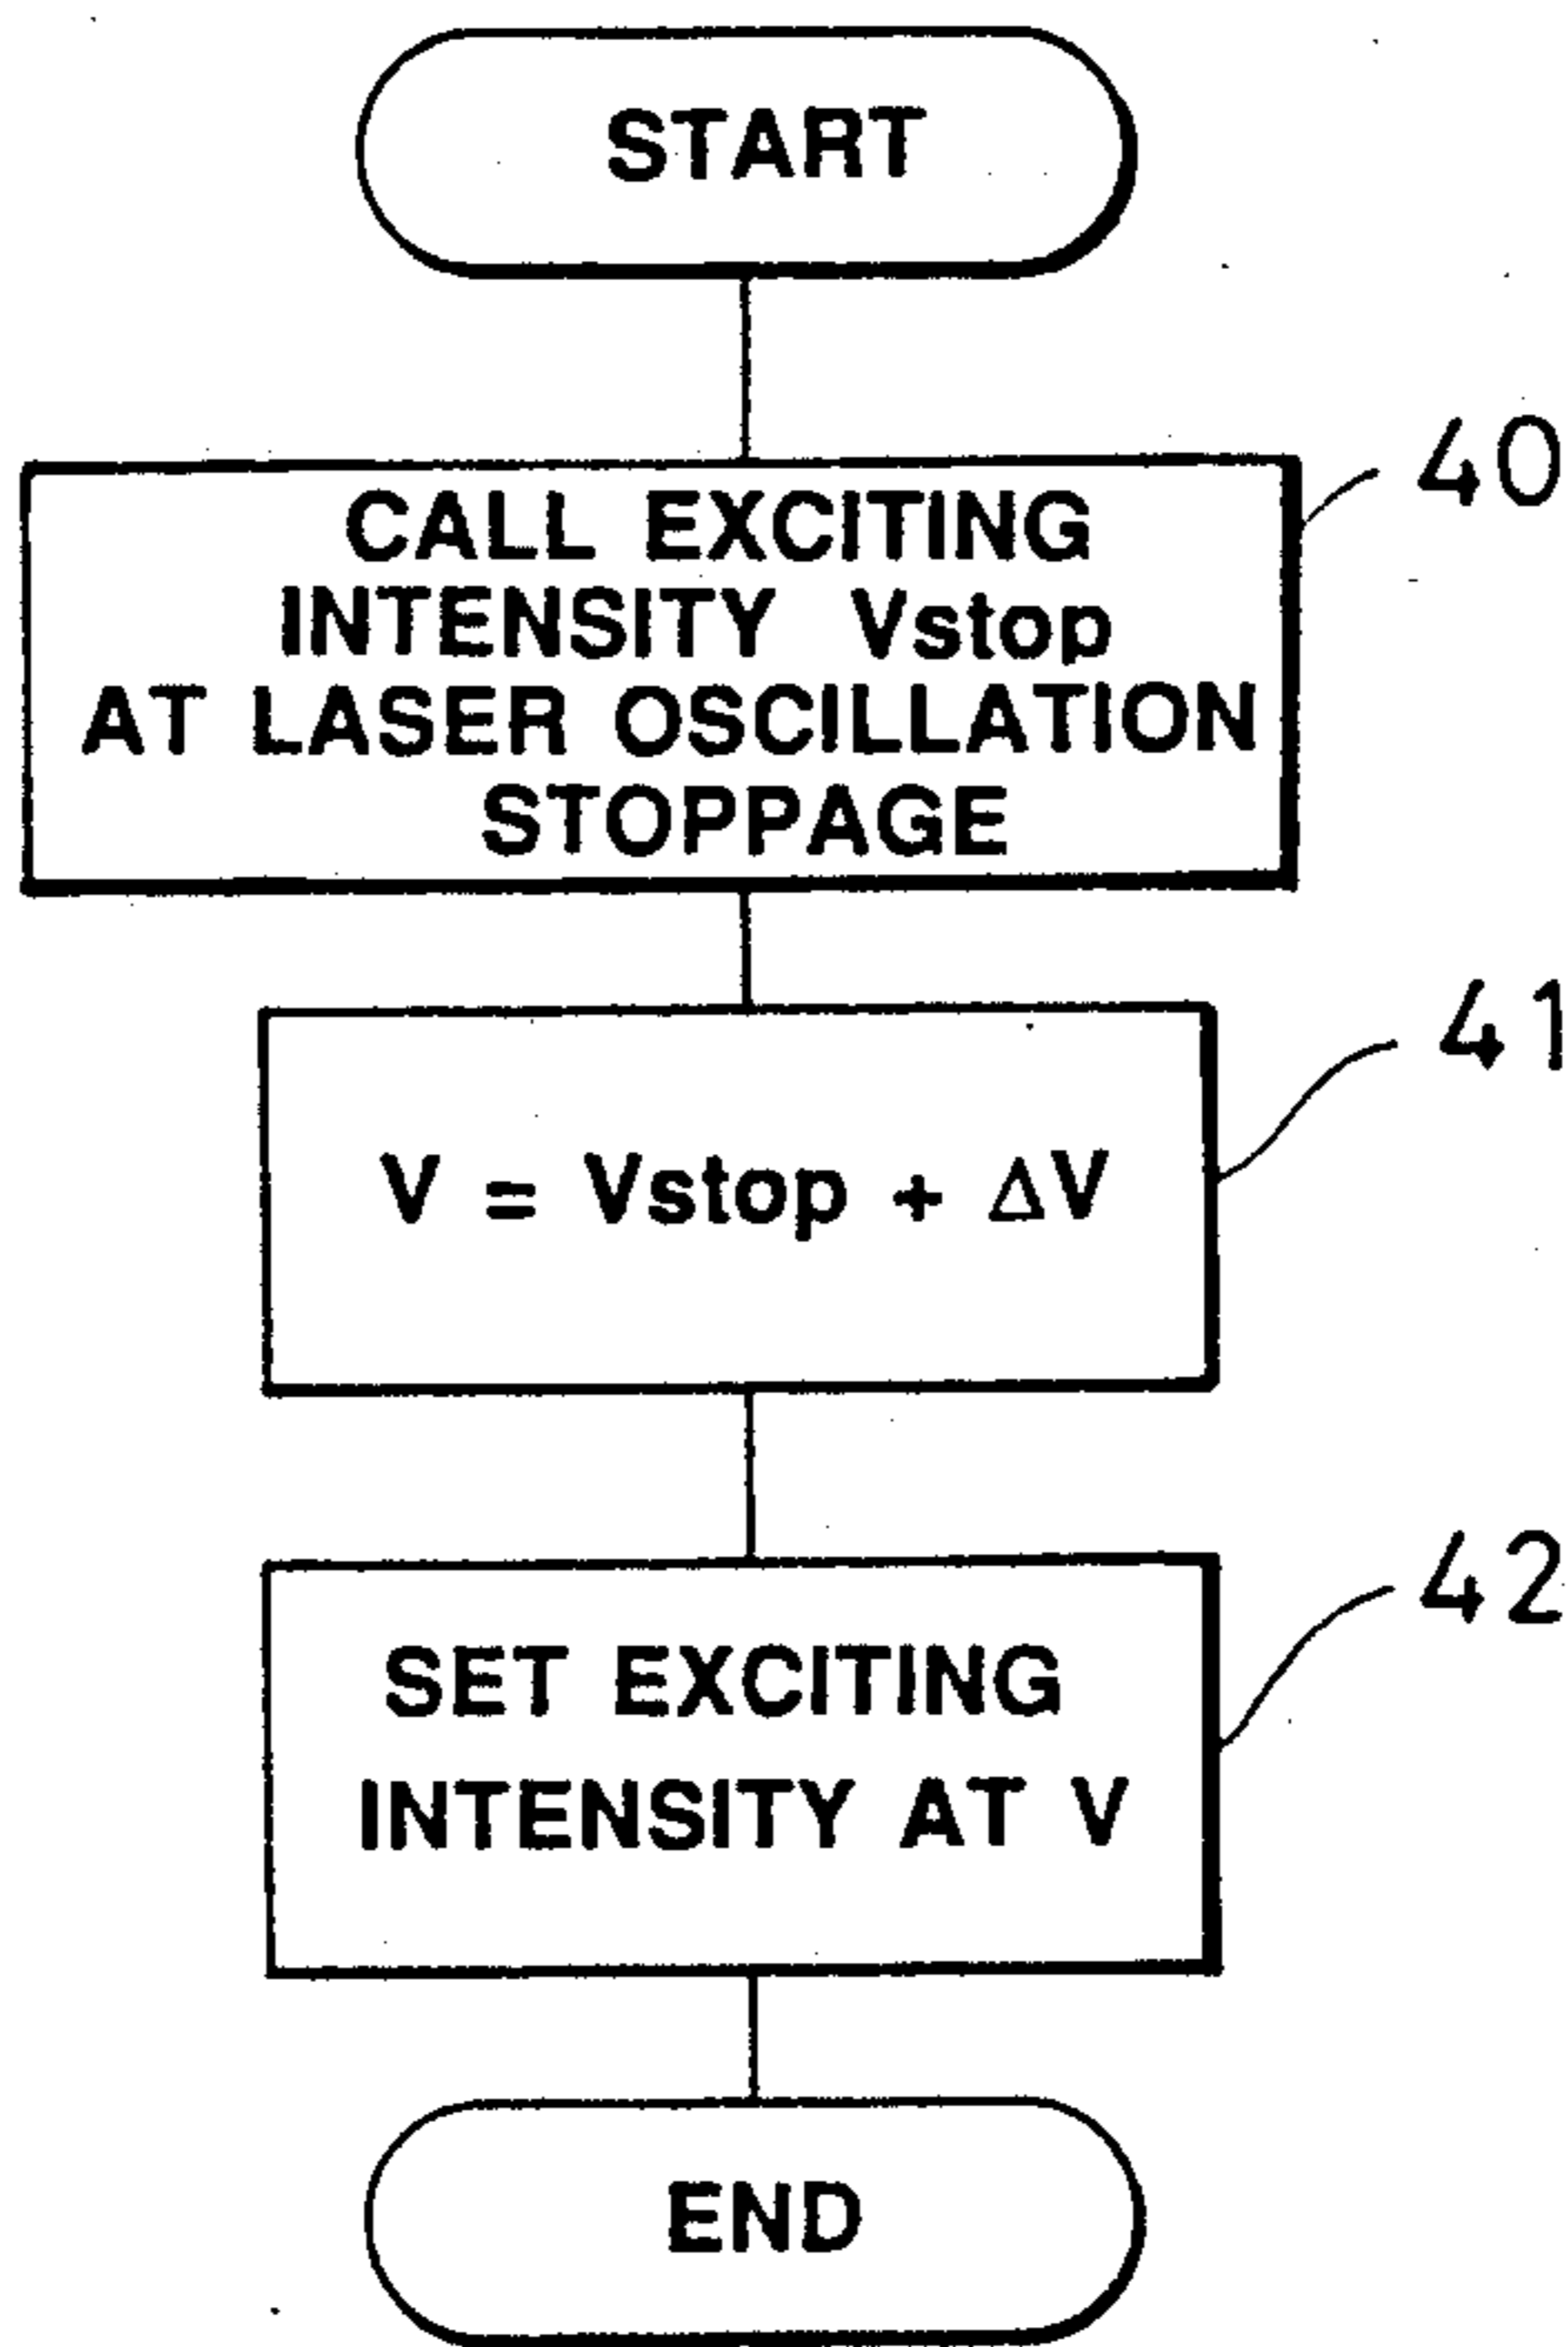 START
40
CALL EXCITING
INTENSITY Vstop
AT LASER OSCILLATION
STOPPAGE
41
V = Vstop + ΔV
42
SET EXCITING
INTENSITY AT V
END